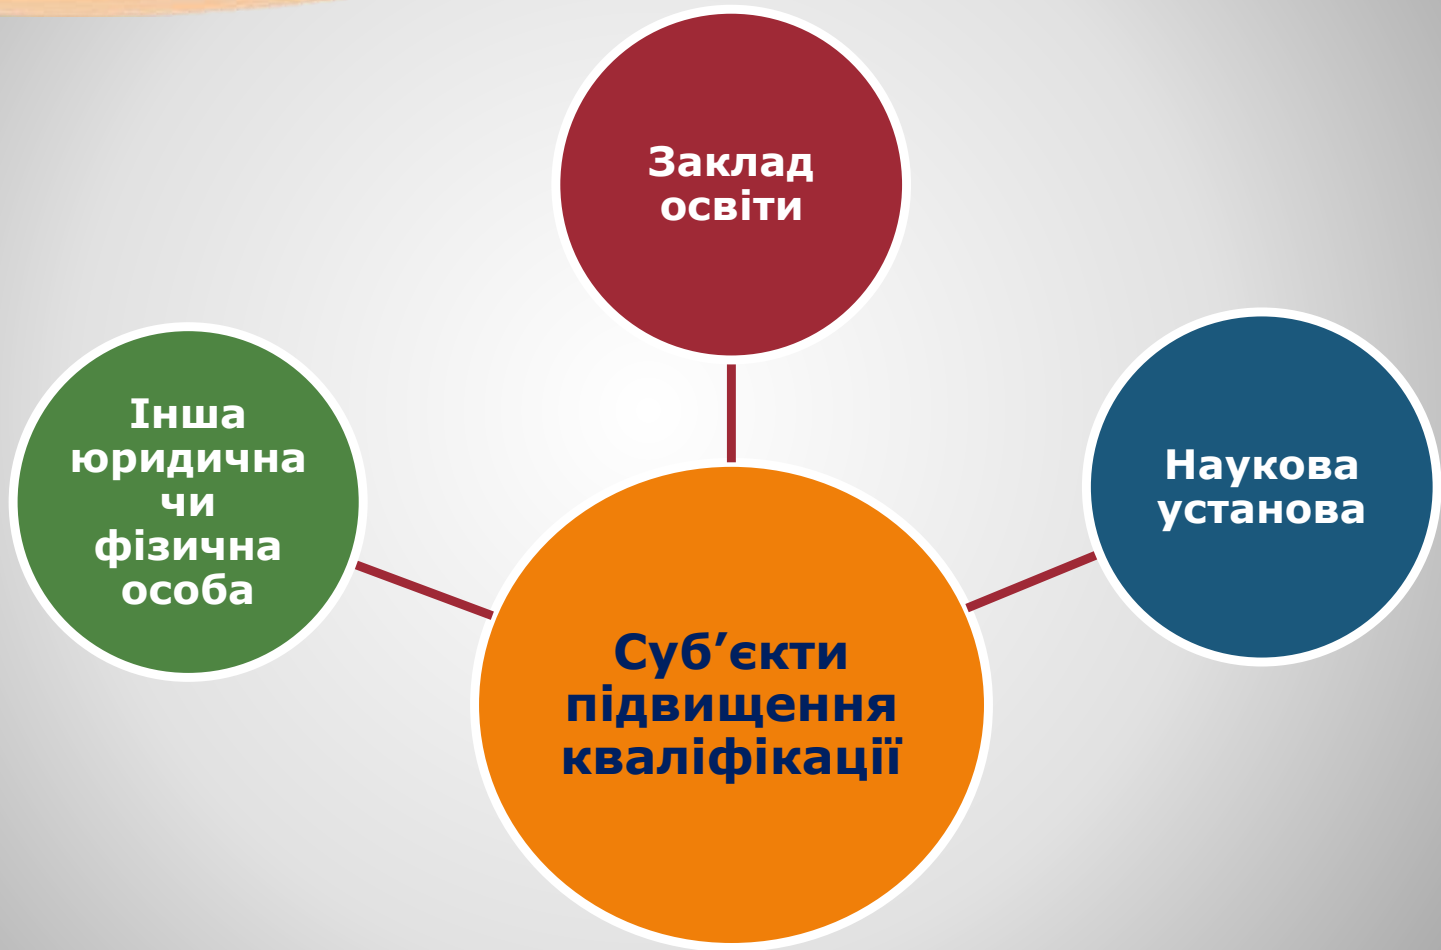 Заклад
освіти
Інша
юридична
чи
фізична
особа
Наукова
установа
Суб’єкти
підвищення
кваліфікації